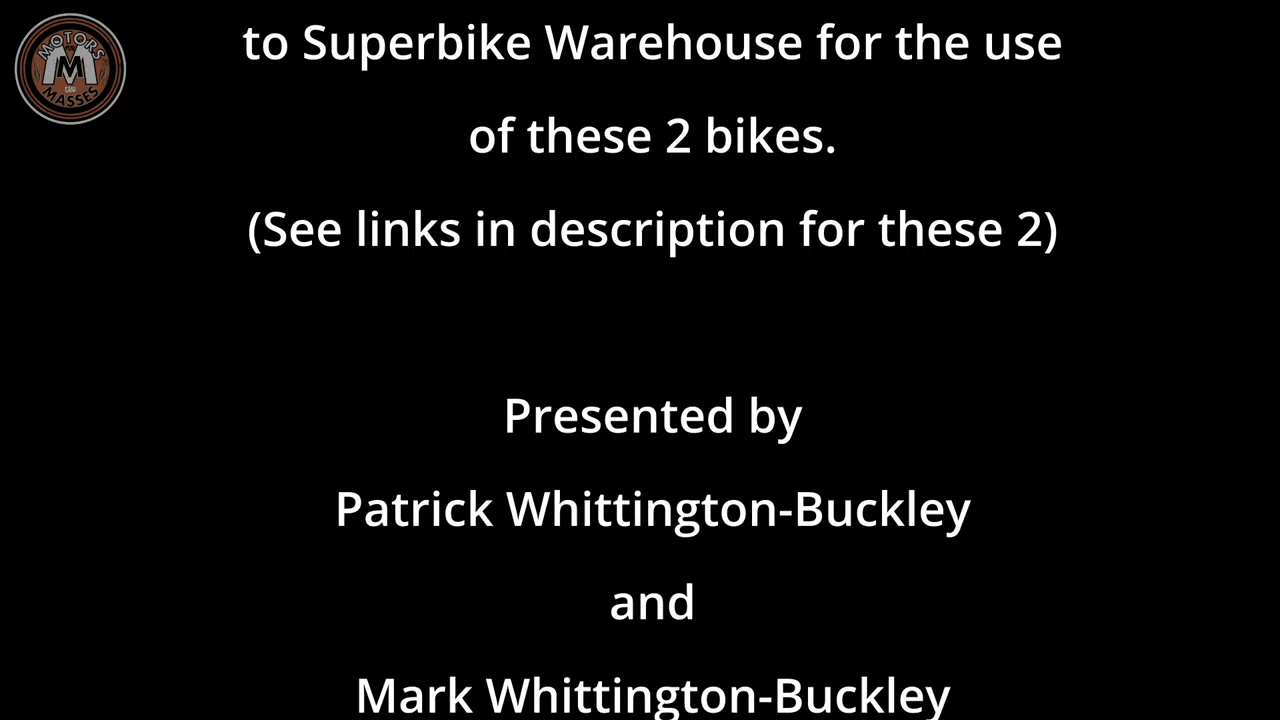 MOTORS
MASSES
to Superbike Warehouse for the use
of these 2 bikes.
(See links in description for these 2)
Presented by
Patrick Whittington-Buckley
and
Mark Whittington-Buckley